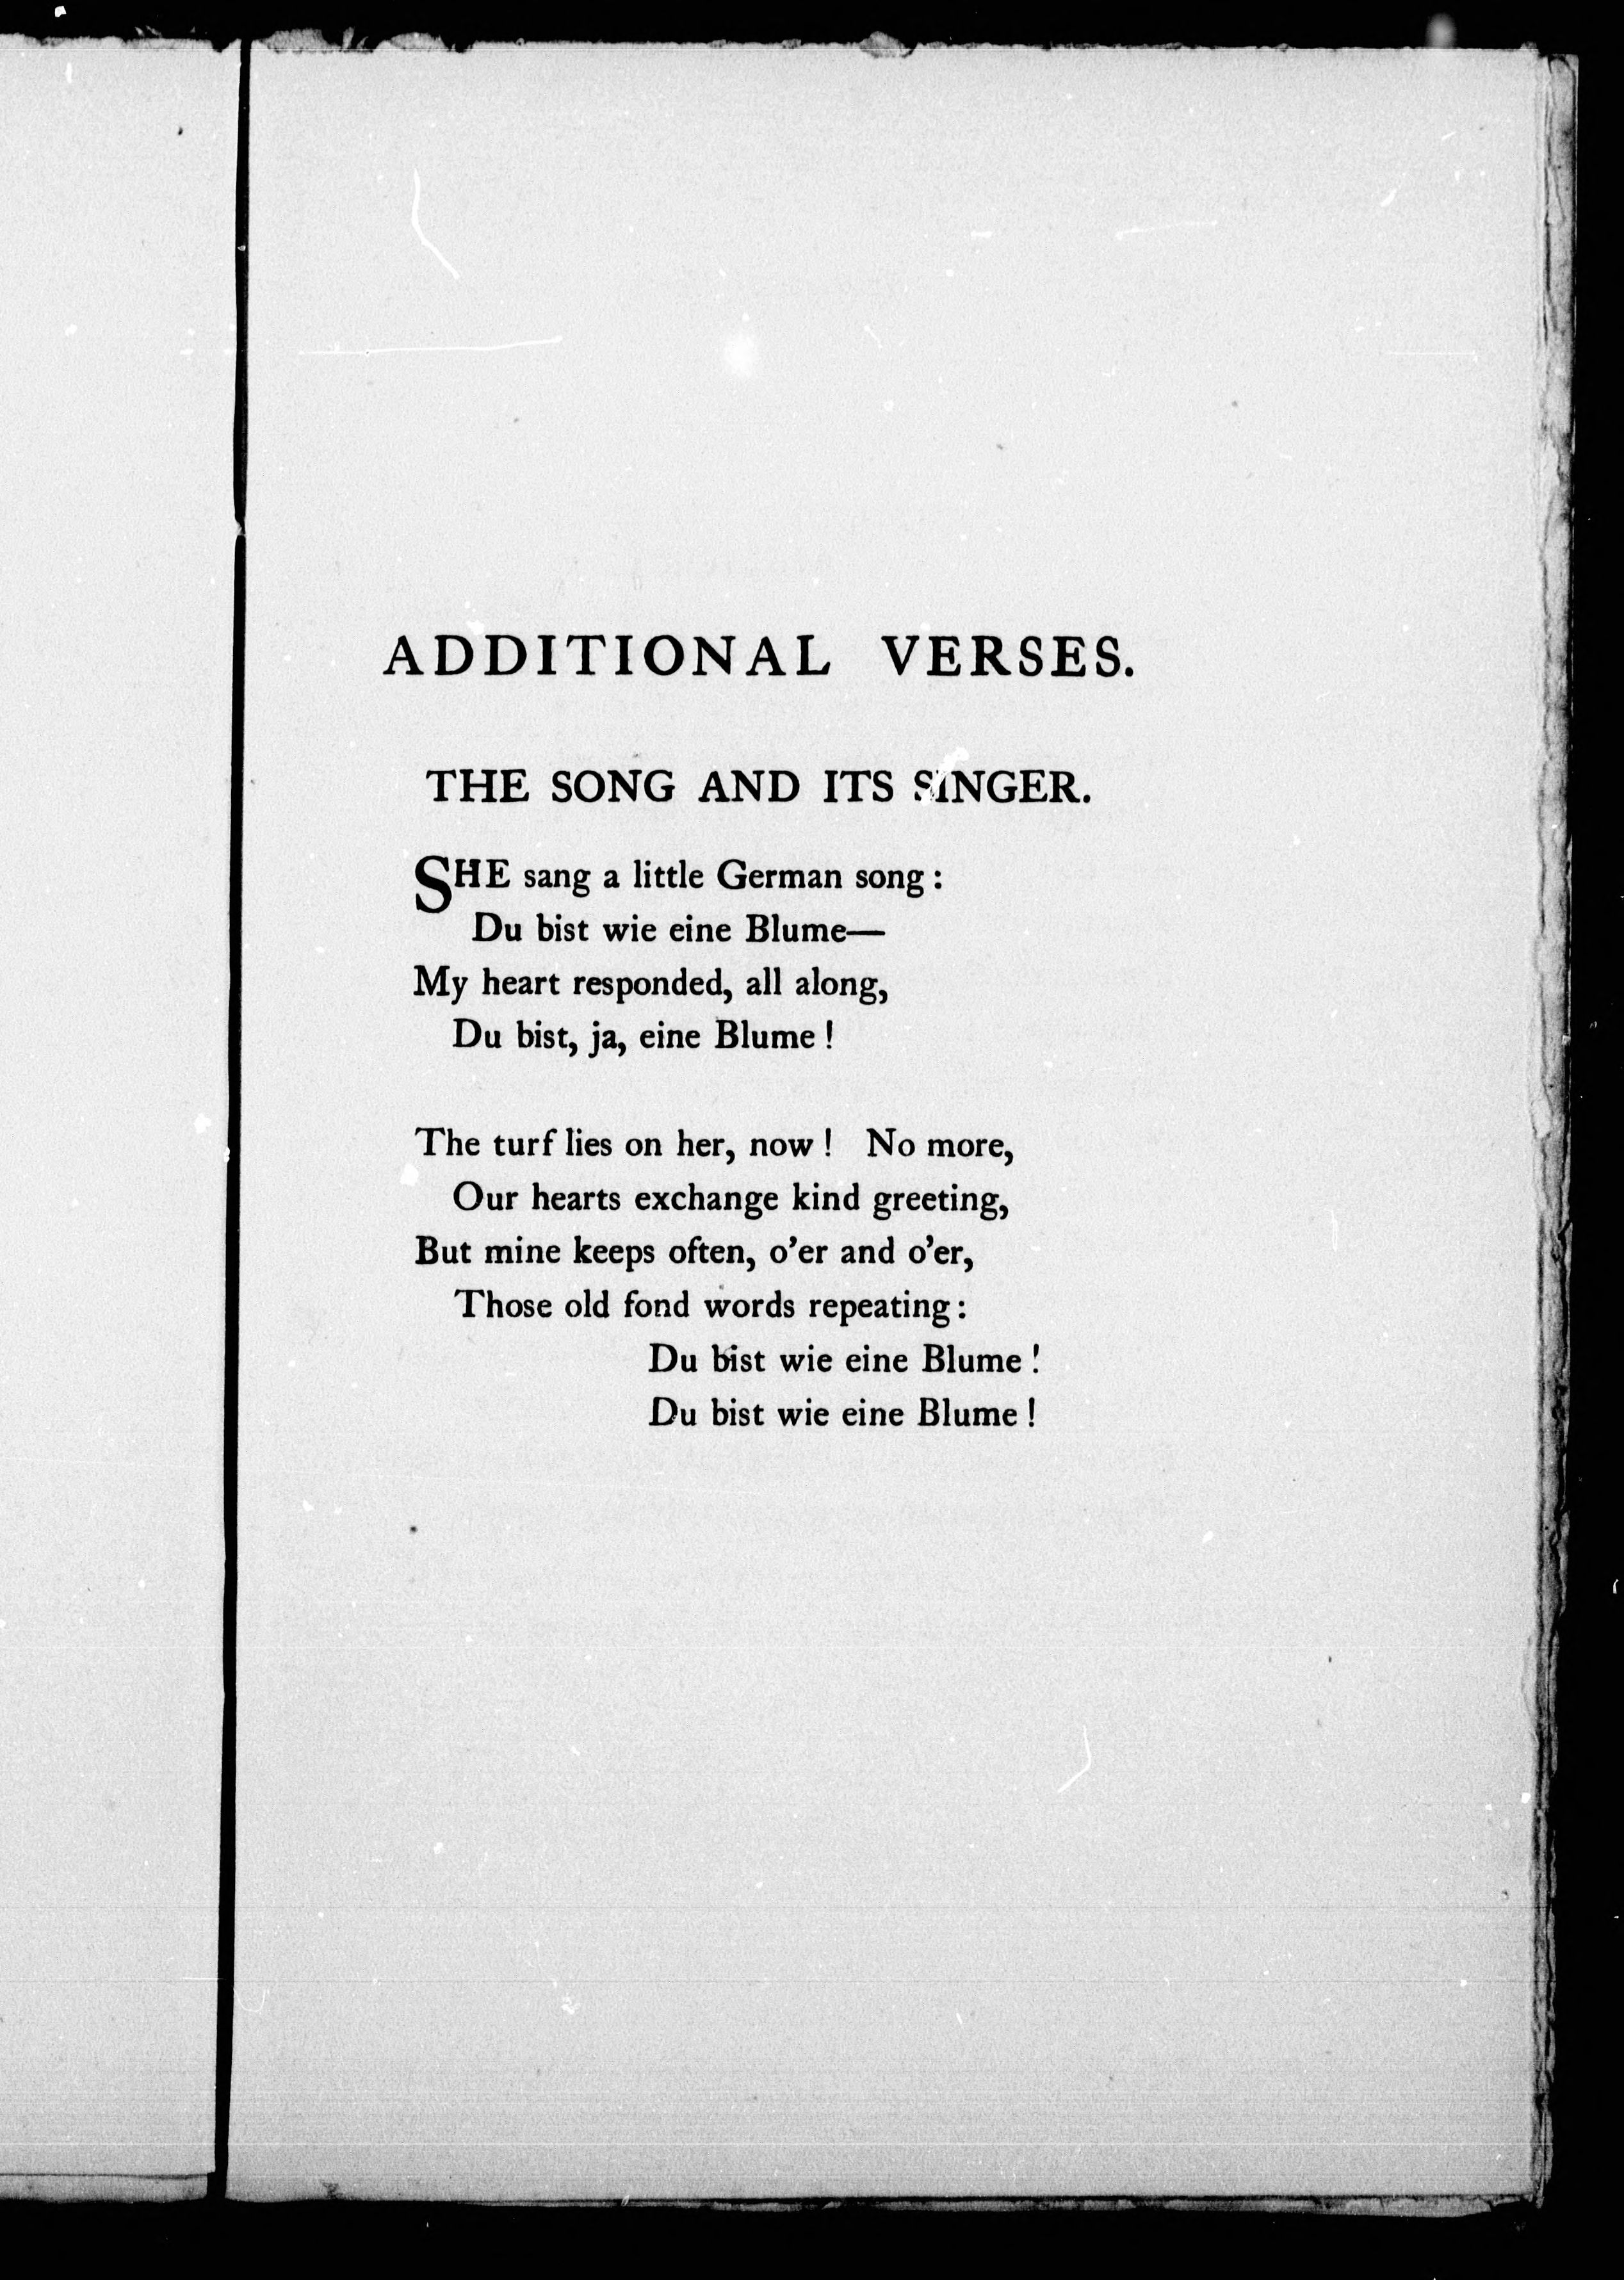 ADDITIONAL VERSES.
THE SONG AND ITS SINGER.
SHE sang a little German song:
Du bist wie eine Blume—
My heart responded, all along,
Du bist, ja, eine Blume!
The turf lies on her, now! No more,
Our hearts exchange kind greeting,
But mine keeps often, o'er and o'er,
Those old fond words repeating:
Du bist wie eine Blume!
Du bist wie eine Blume!